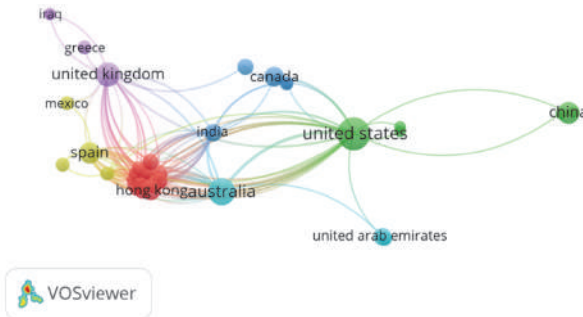 iraq
greece
united kingdom
canada
mexico
china
india
united states
spain
hong kong
australia
united arab emirates
VOSviewer